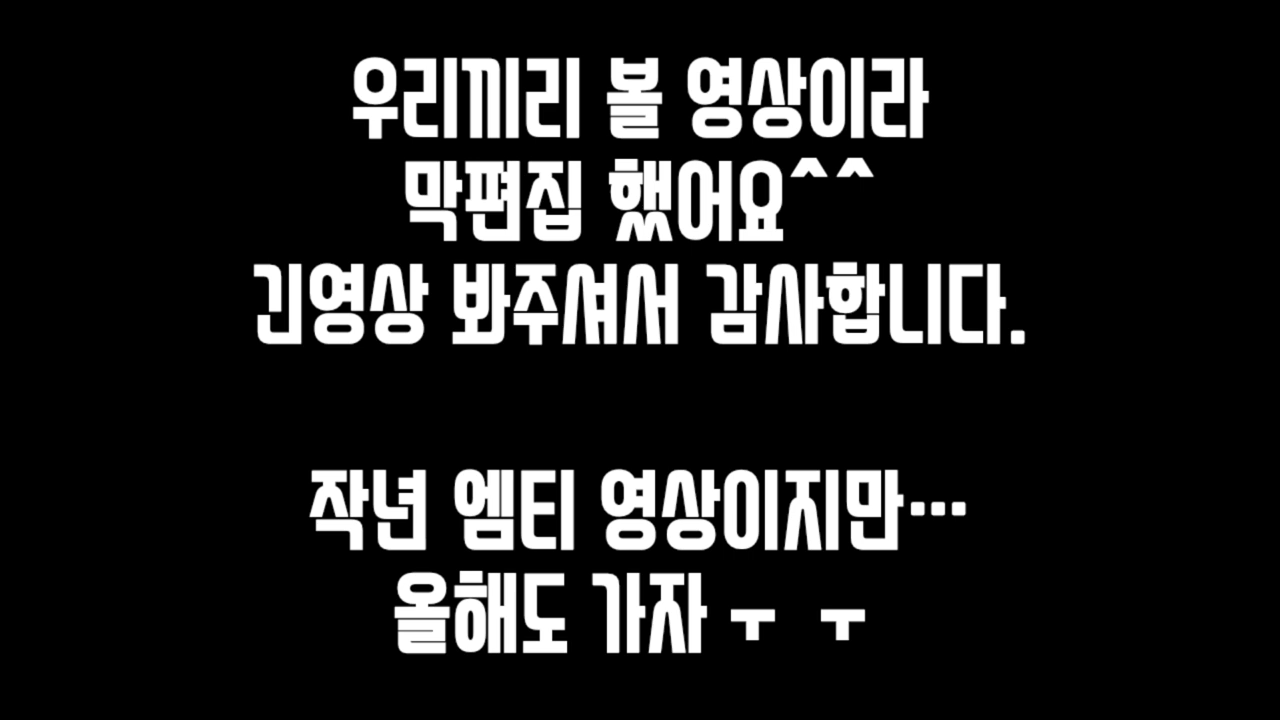 우리끼리 볼 영상이라
막편집 했어요^^
긴영상 봐주셔서 감사합니다.
작년 엠티 영상이지만…
올해도 가자 ㅜ ㅜ